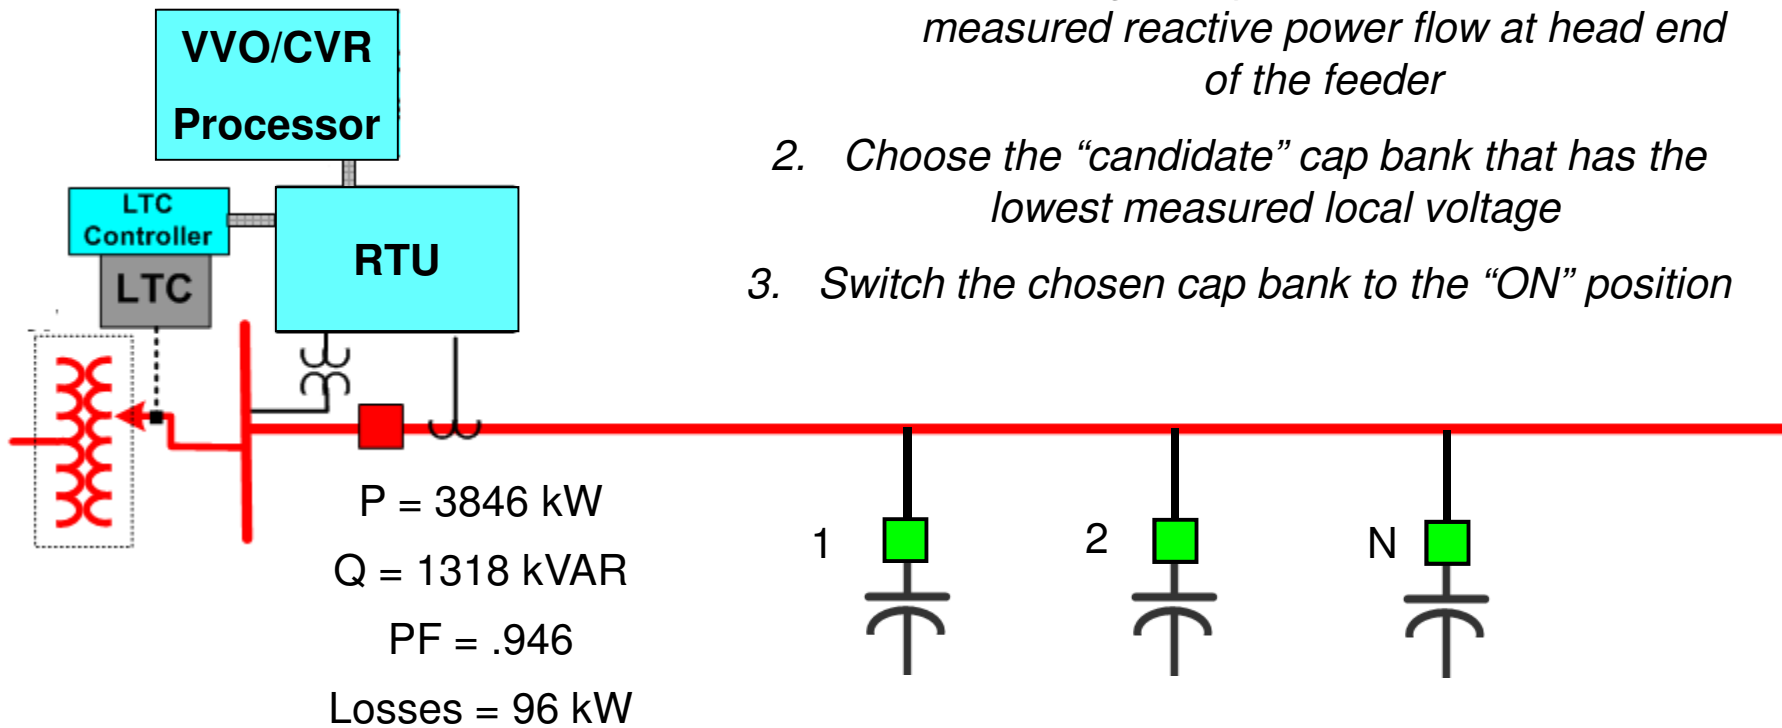 VVO/CVR
Processor
LTC
Controller
LTC
RTU
measured reactive power flow at head end
of the feeder
2. Choose the “candidate” cap bank that has the
lowest measured local voltage
3. Switch the chosen cap bank to the “ON” position
P = 3846 kW
Q = 1318 kVAR
PF = .946
Losses = 96 kW
1
2
N